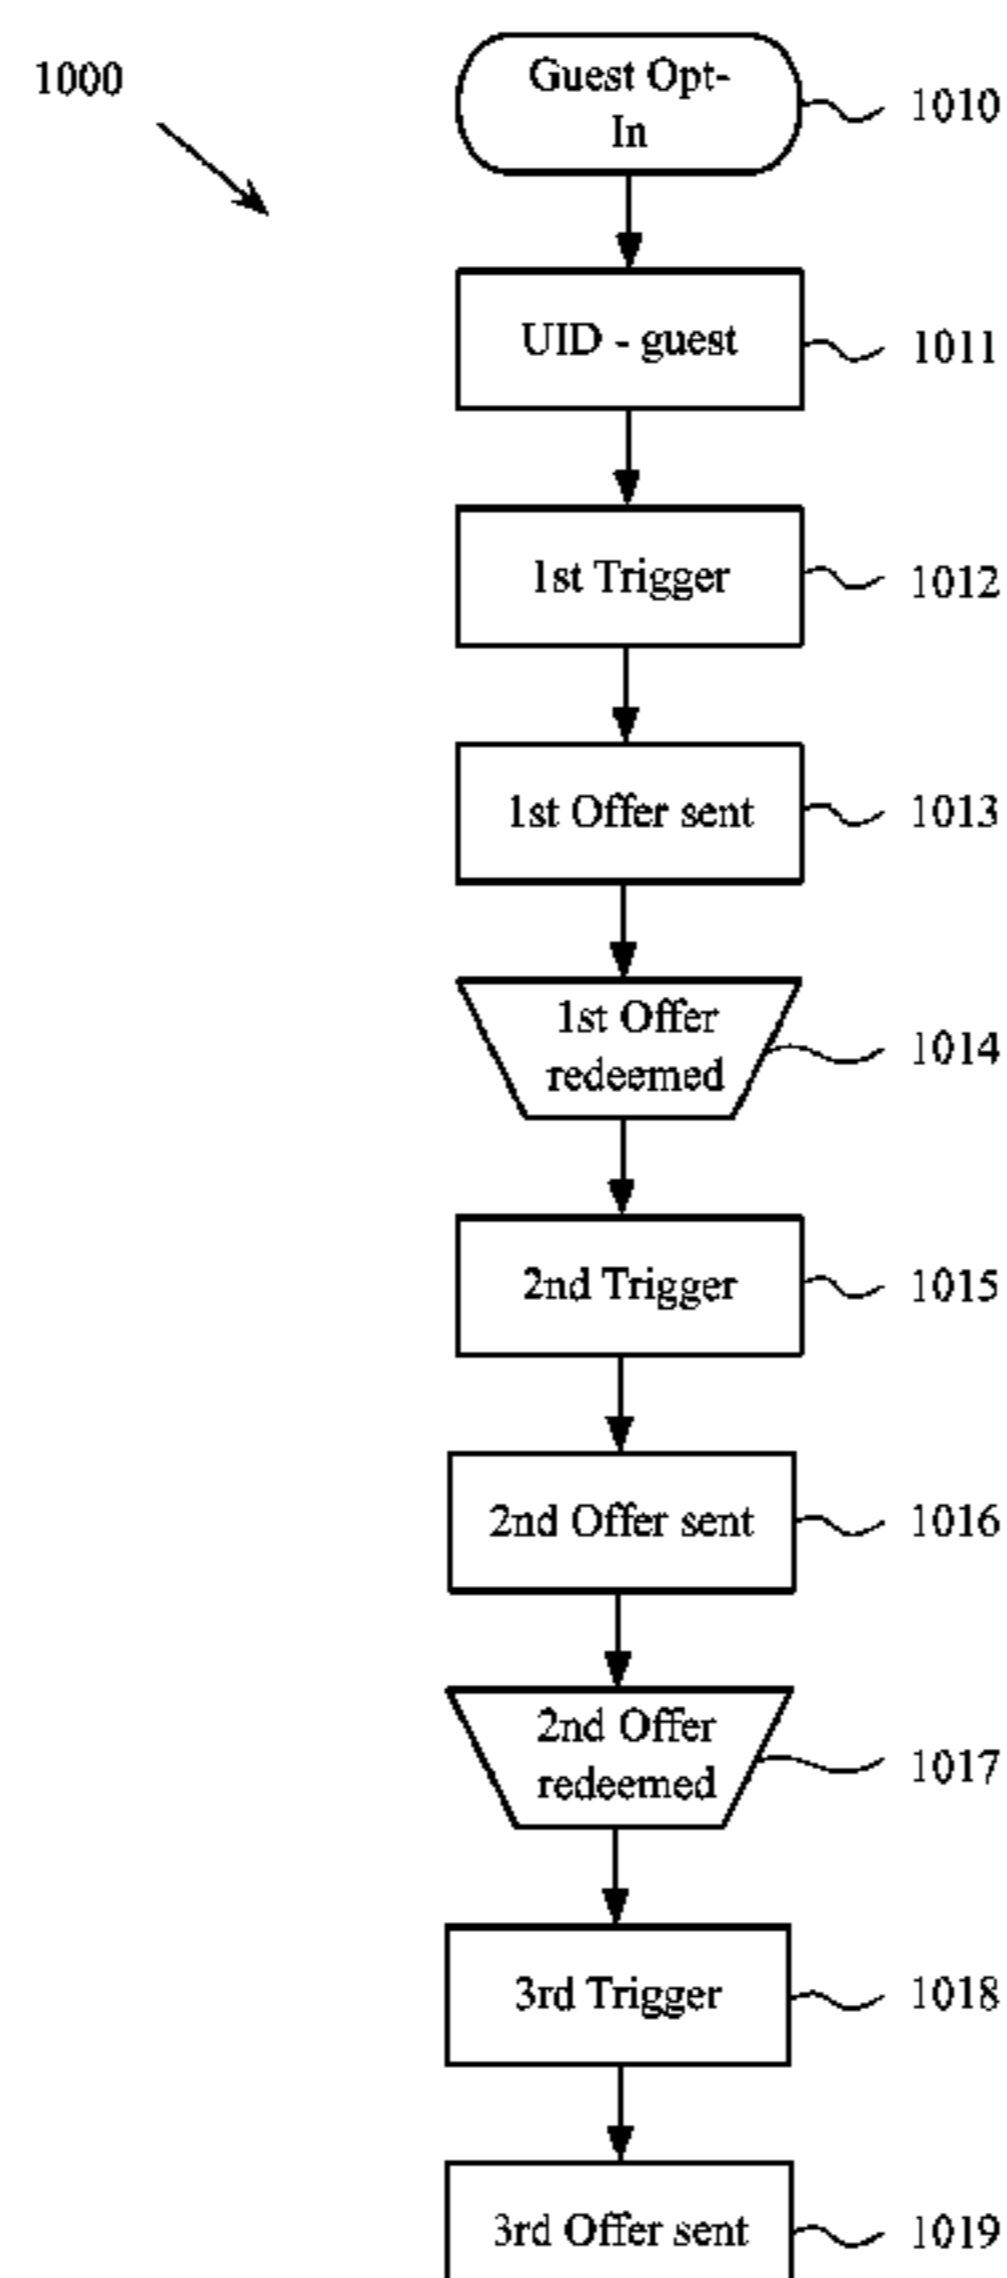 1000
Guest Opt-
In
1010
UID - guest
1011
1st Trigger
1012
1st Offer sent
1013
1st Offer
redeemed
1014
2nd Trigger
1015
2nd Offer sent
1016
2nd Offer
redeemed
1017
3rd Trigger
1018
3rd Offer sent
1019